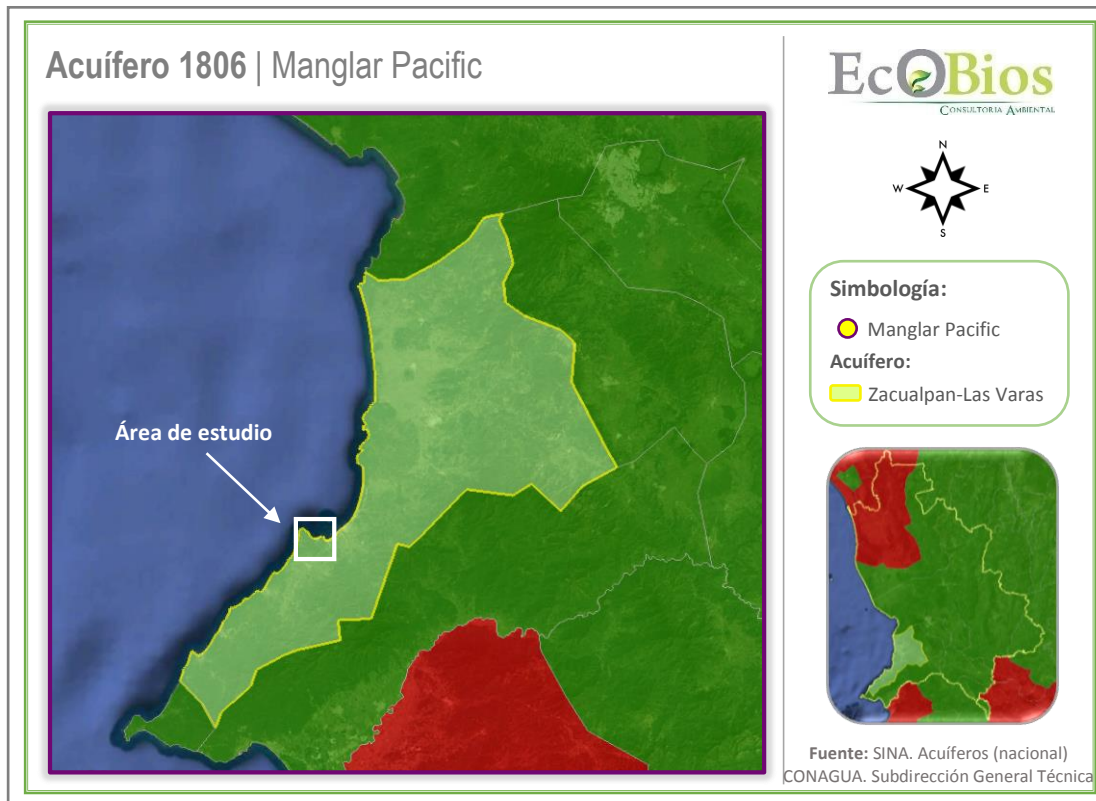 Acuífero 1806 | Manglar Pacific
EcOBios
CONSULTORIA AMBIENTAL
N
W E
S
Área de estudio
Simbología:
Manglar Pacific
Acuífero:
Zacualpan-Las Varas
Fuente: SINA. Acuíferos (nacional)
CONAGUA. Subdirección General Técnica